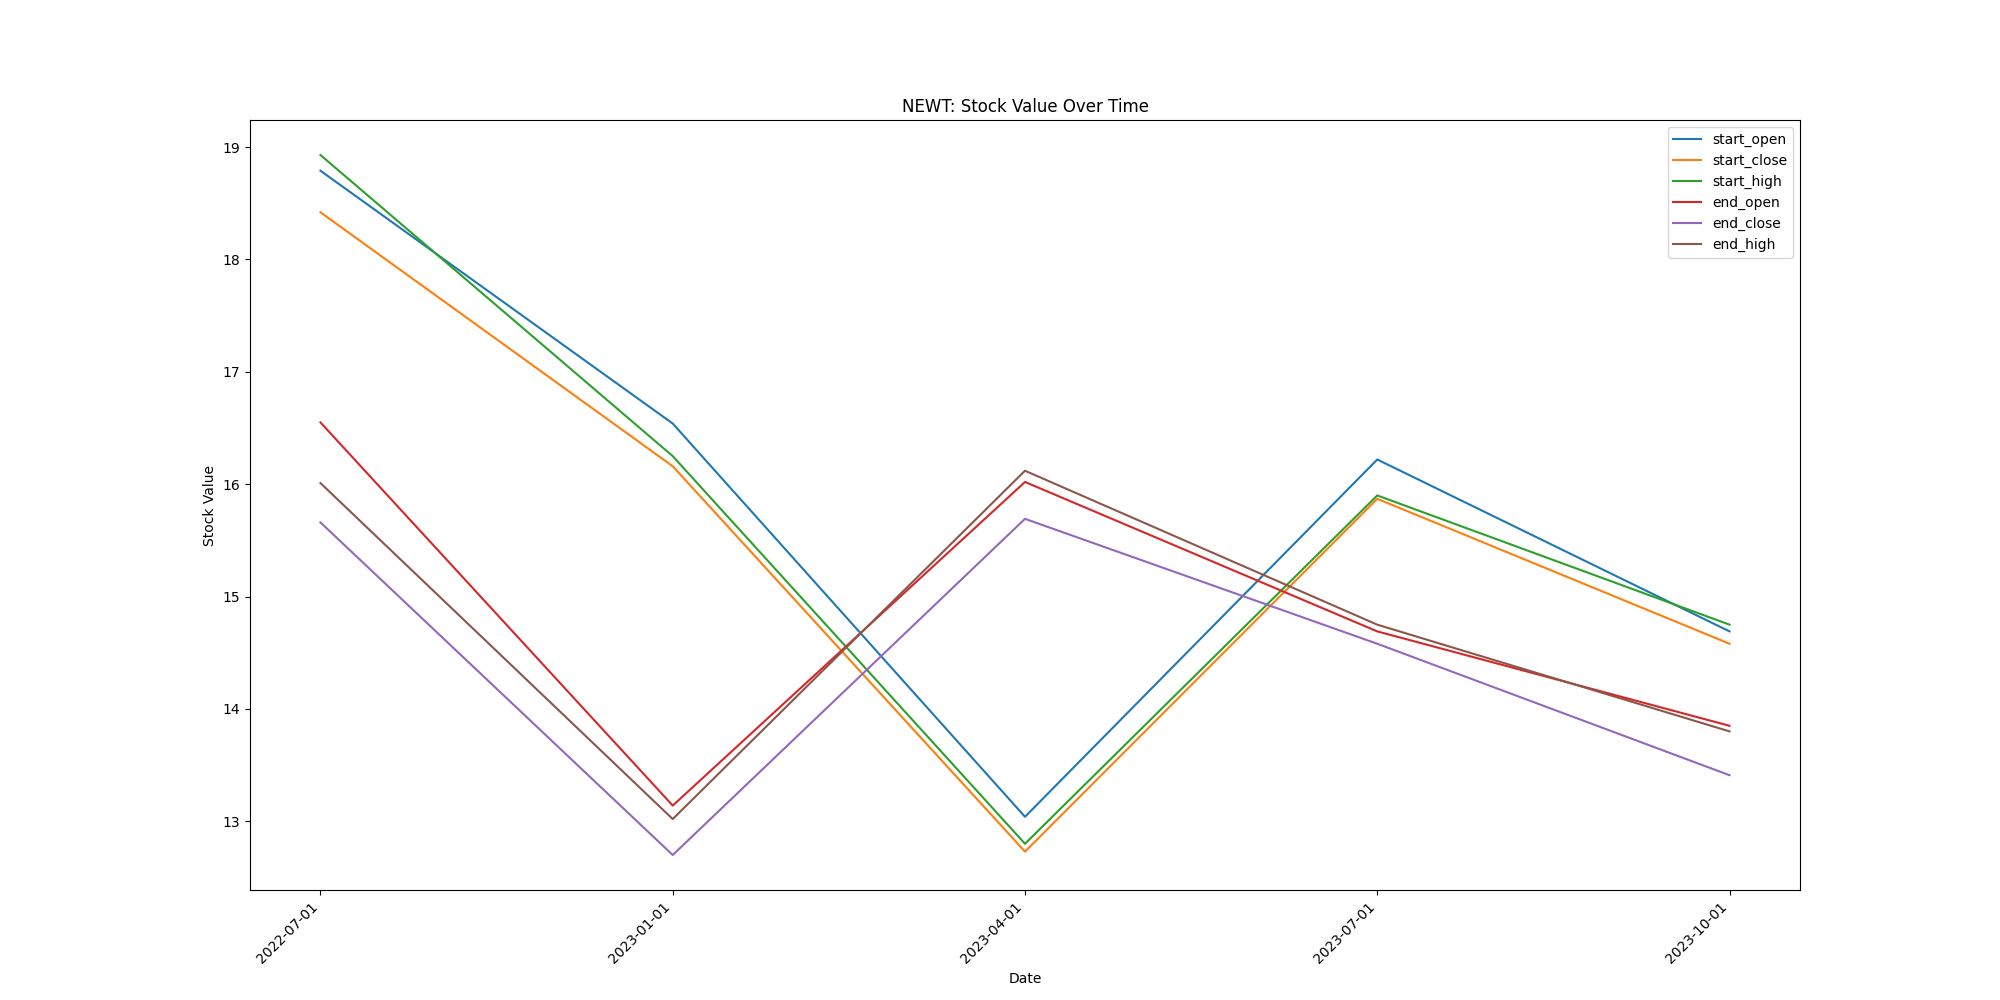 NEWT: Stock Value Over Time
start_open
start_close
start_high
end_open
end_close
end_high
19
18
17
16
15
14
13
Stock Value
2022-07-01
2023-01-01
2023-04-01
2023-07-01
2023-10-01
Date